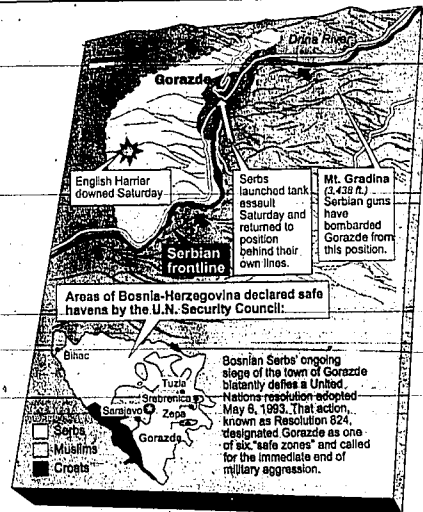 Drina River
Gorazde
English Harrier
downed Saturday
Serbs
launched tank
assault
Saturday and
returned to
position
behind their
own lines.
Mt. Gradina
(3,438 ft.)
Serbian guns
have
bombarded
Gorazde from
this position.
Serbian
frontline
Areas of Bosnia-Herzegovina declared safe
havens by the U.N. Security Council:
Bihac
Tuzla
Srebrenica
Sarajevo
Zepa
Gorazde
Serbs
Muslims
Croats
Bosnian Serbs' ongoing
siege of the town of Gorazde
blatantly defies a United
Nations resolution adopted
May 6, 1993. That action,
known as Resolution 824,
designated Gorazde as one
of six "safe zones" and called
for the immediate end of
military aggression.